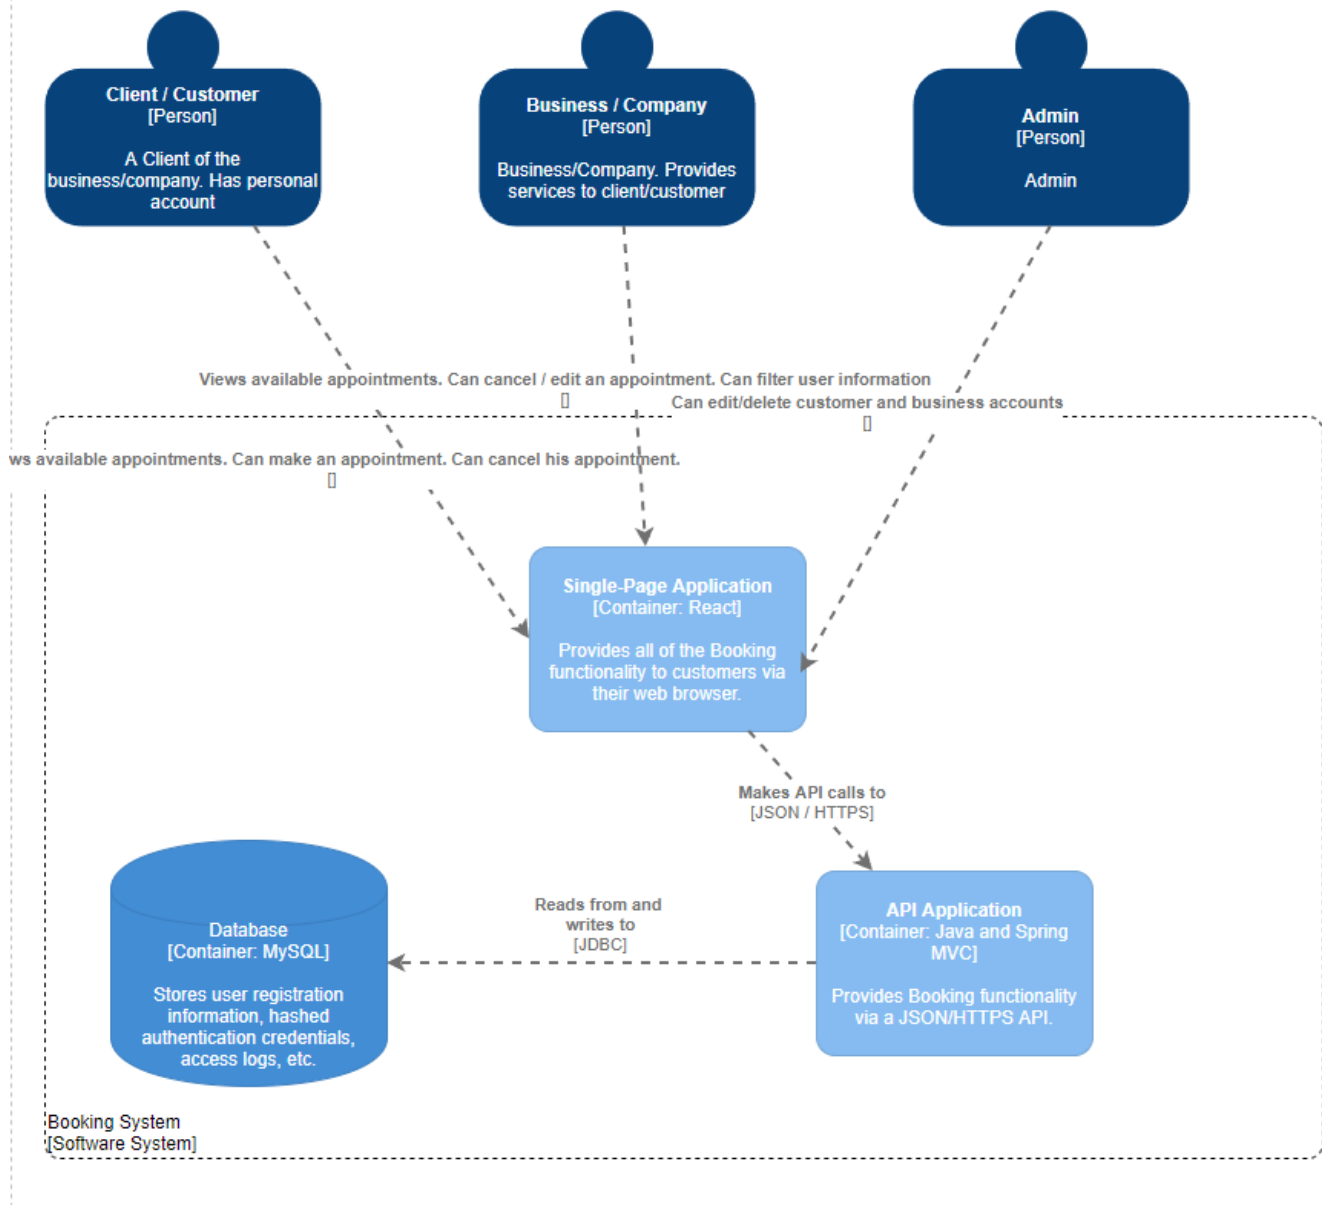 Client / Customer
[Person]
A Client of the
business/company. Has personal
account
Business / Company
[Person]
Business/Company. Provides
services to client/customer
Admin
[Person]
Admin
Views available appointments. Can cancel / edit an appointment. Can filter user information
[]
Can edit/delete customer and business accounts
[]
ws available appointments. Can make an appointment. Can cancel his appointment.
[]
Single-Page Application
[Container: React]
Provides all of the Booking
functionality to customers via
their web browser.
Makes API calls to
[JSON / HTTPS]
API Application
[Container: Java and Spring
MVC]
Provides Booking functionality
via a JSON/HTTPS API.
Reads from and
writes to
[JDBC]
Database
[Container: MySQL]
Stores user registration
information, hashed
authentication credentials,
access logs, etc.
Booking System
[Software System]